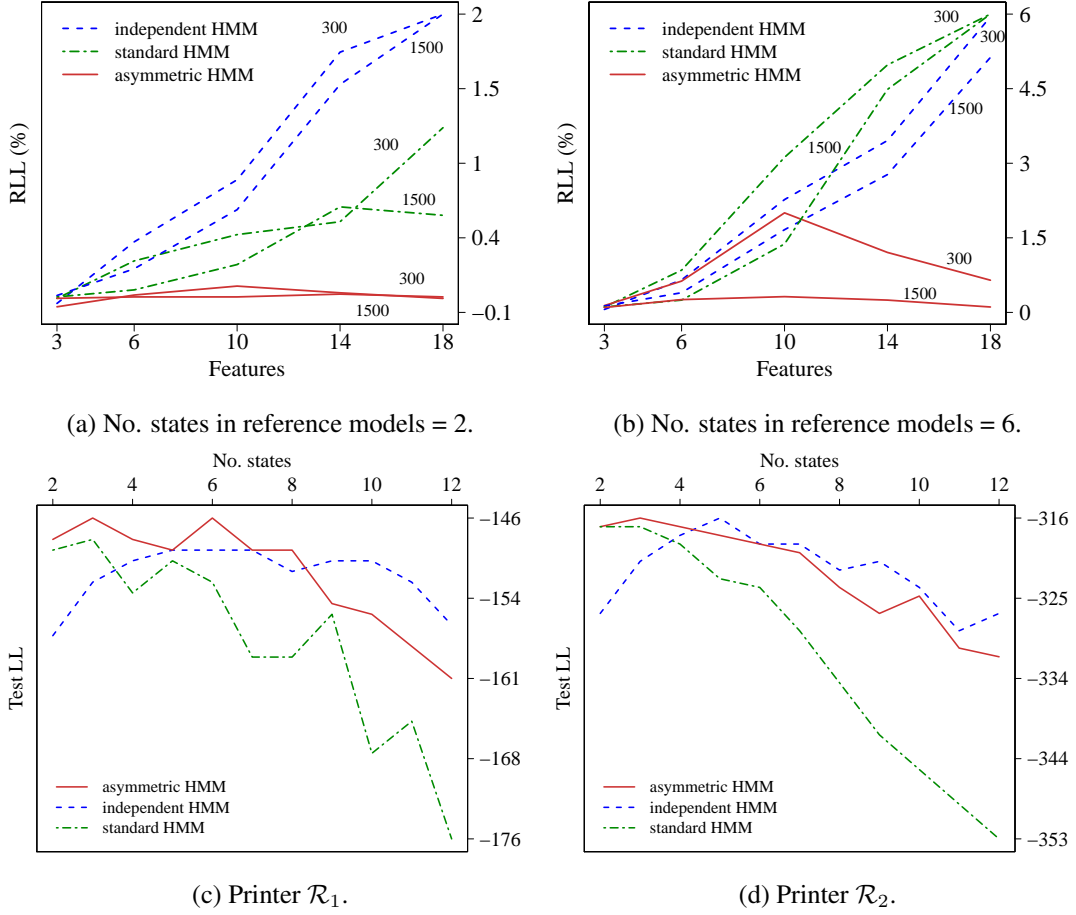 independent HMM
standard HMM
asymmetric HMM
300
1500
300
1500
300
1500
2
1.5
1
0.4
−0.1
RLL (%)
3 6 10 14 18
Features
(a) No. states in reference models = 2.
independent HMM
standard HMM
asymmetric HMM
300
300
1500
1500
300
1500
6
4.5
3
1.5
0
RLL (%)
3 6 10 14 18
Features
(b) No. states in reference models = 6.
No. states
2 4 6 8 10 12
−146
−154
−161
−168
−176
Test LL
asymmetric HMM
independent HMM
standard HMM
(c) Printer R₁.
No. states
2 4 6 8 10 12
−316
−325
−334
−344
−353
Test LL
asymmetric HMM
independent HMM
standard HMM
(d) Printer R₂.